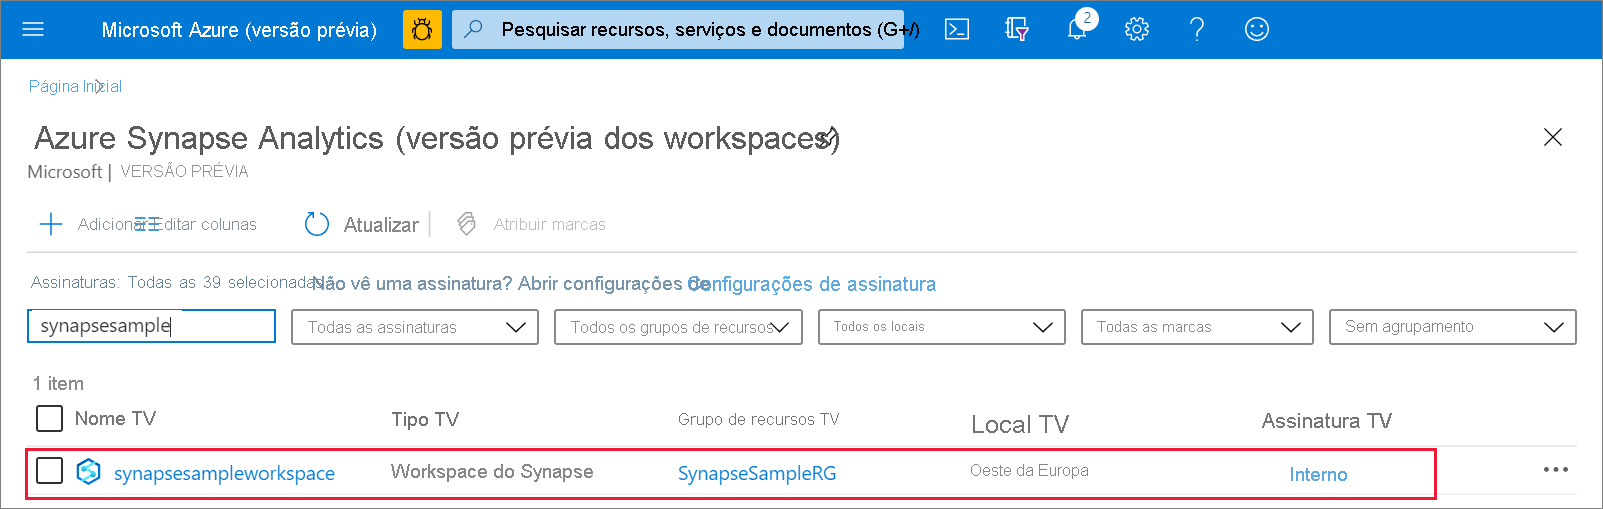 Microsoft Azure (versão prévia) Pesquisar recursos, serviços e documentos (G+/) 2
Página Inicial
Azure Synapse Analytics (versão prévia dos workspaces)
Microsoft | VERSÃO PRÉVIA
Adicionar Editar colunas Atualizar Atribuir marcas
Assinaturas: Todas as 39 selecionadas Não vê uma assinatura? Abrir configurações de Configurações de assinatura
synapsesample Todas as assinaturas Todos os grupos de recursos Todos os locais Todas as marcas Sem agrupamento
1 item
Nome TV Tipo TV Grupo de recursos TV Local TV Assinatura TV
synapsesampleworkspace Workspace do Synapse SynapseSampleRG Oeste da Europa Interno